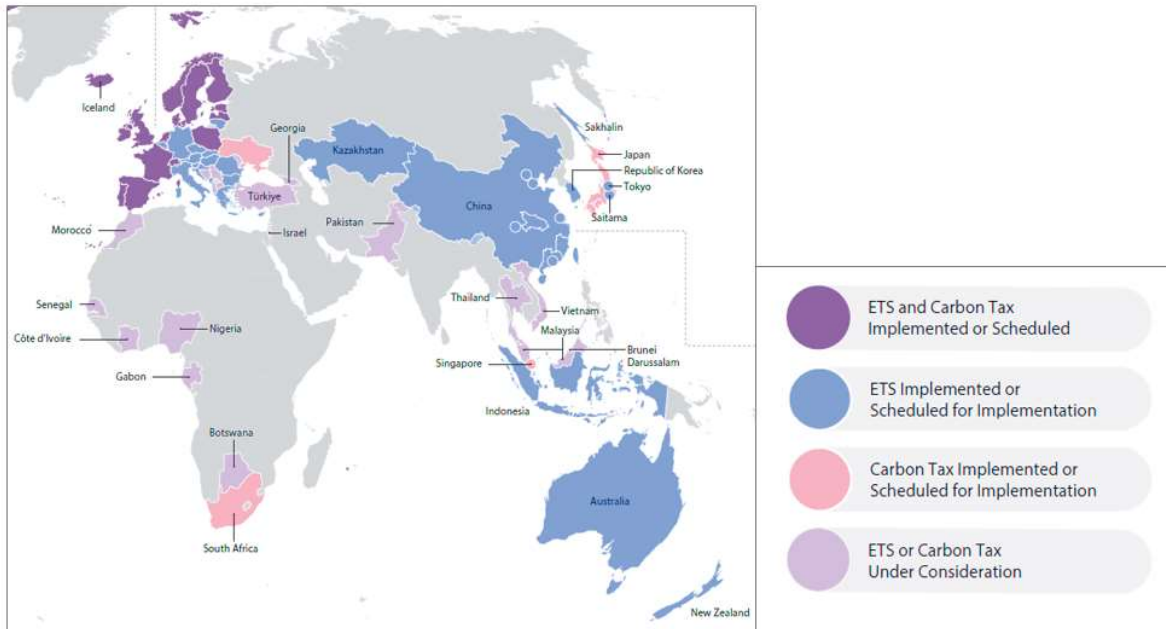 Iceland
Georgia
Sakhalin
Kazakhstan
Japan
Republic of Korea
Tokyo
Türkiye
China
Saitama
Pakistan
Morocco
Israel
Senegal
Thailand
Vietnam
Nigeria
Malaysia
Côte d'Ivoire
Brunei
Darussalam
Singapore
Gabon
Indonesia
Botswana
Australia
South Africa
New Zealand
ETS and Carbon Tax
Implemented or Scheduled
ETS Implemented or
Scheduled for Implementation
Carbon Tax Implemented or
Scheduled for Implementation
ETS or Carbon Tax
Under Consideration